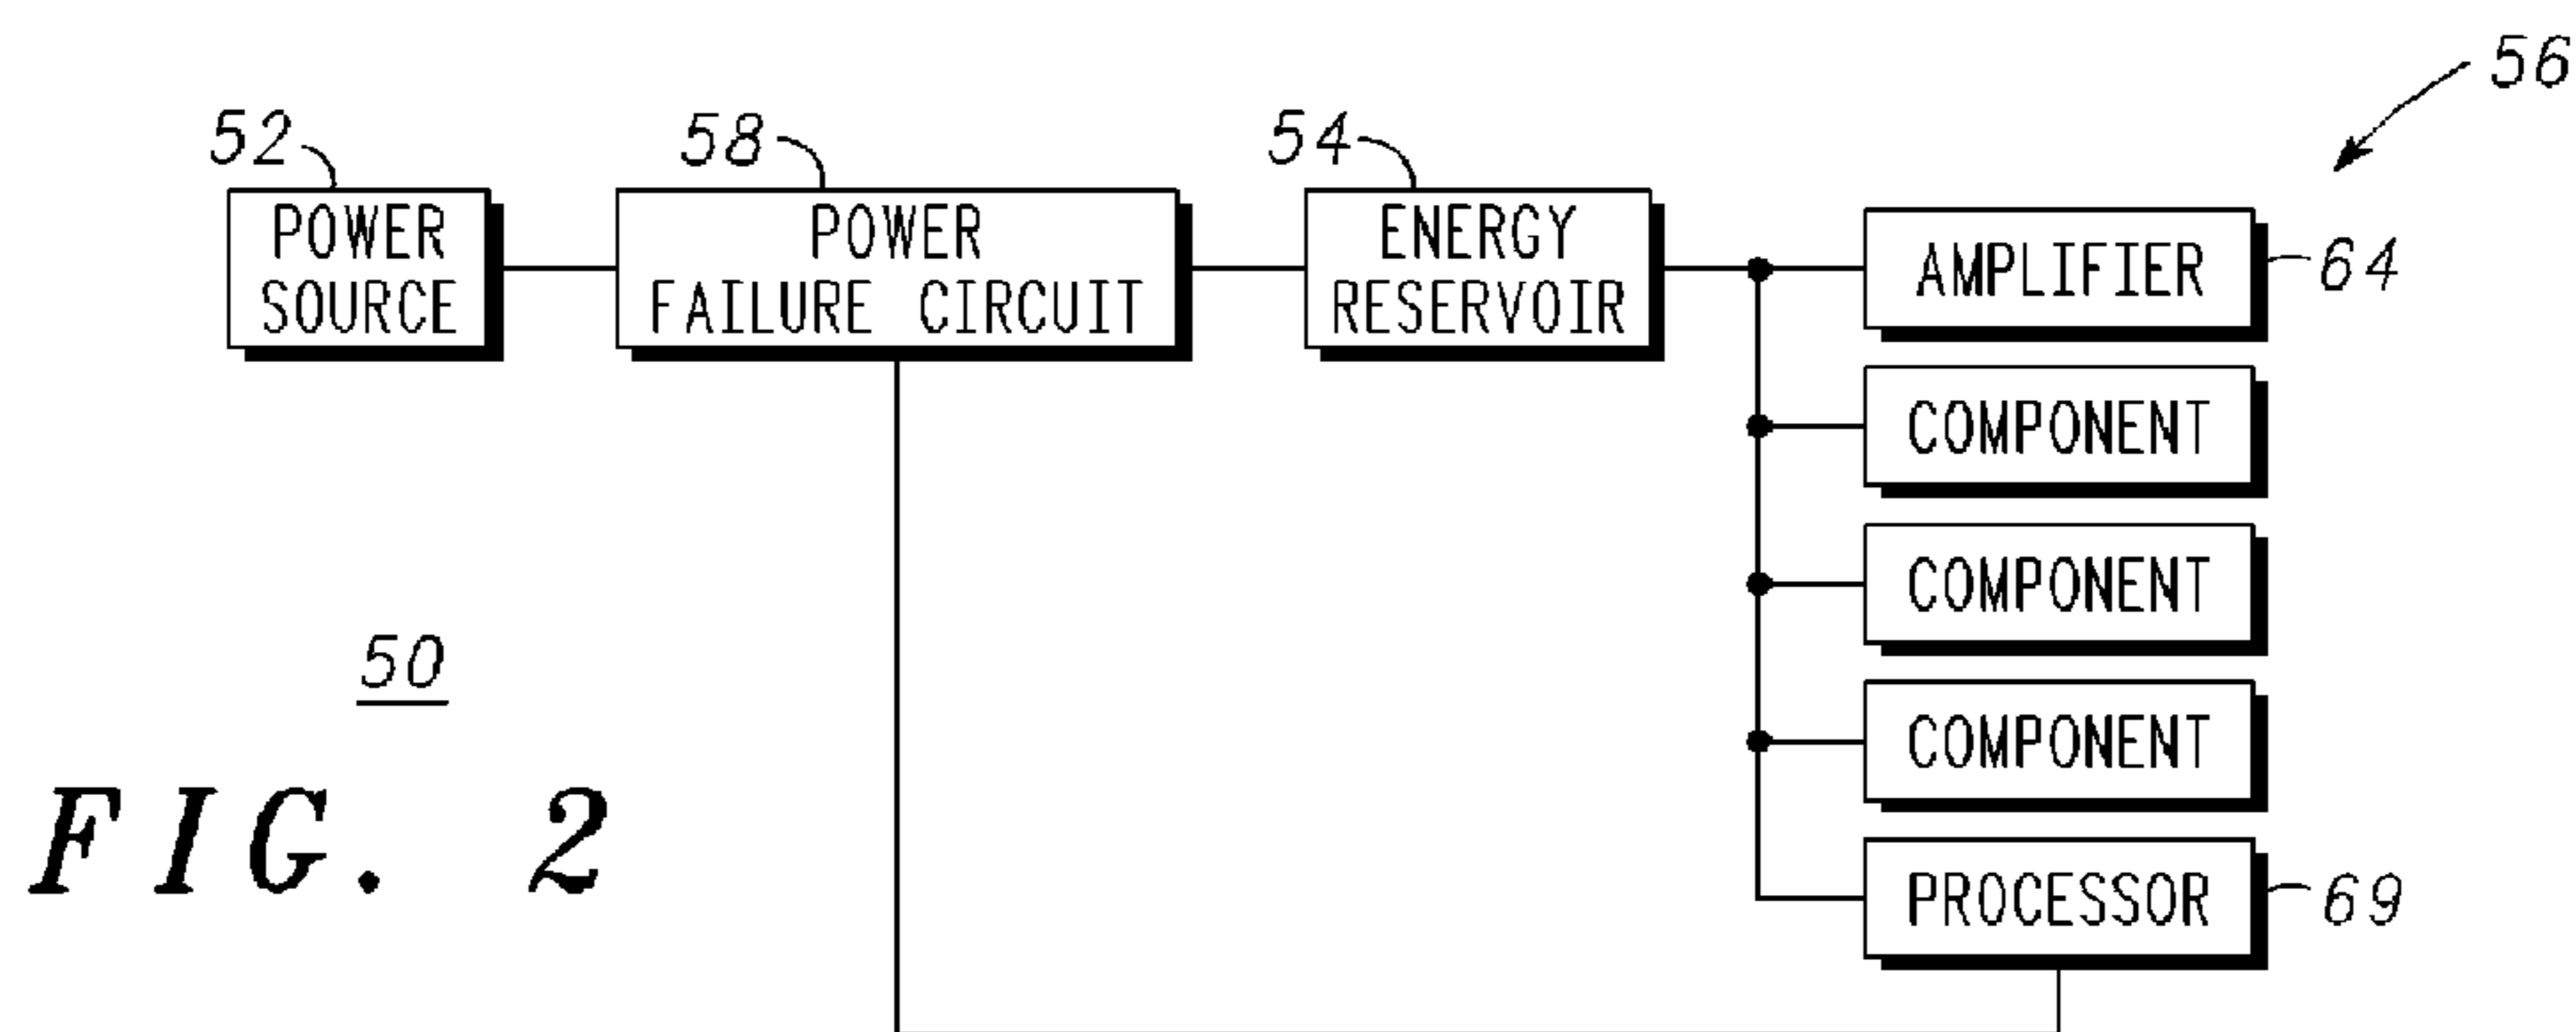 56
52
58
54
POWER
SOURCE
POWER
FAILURE CIRCUIT
ENERGY
RESERVOIR
AMPLIFIER
64
COMPONENT
COMPONENT
COMPONENT
PROCESSOR
69
50
FIG. 2